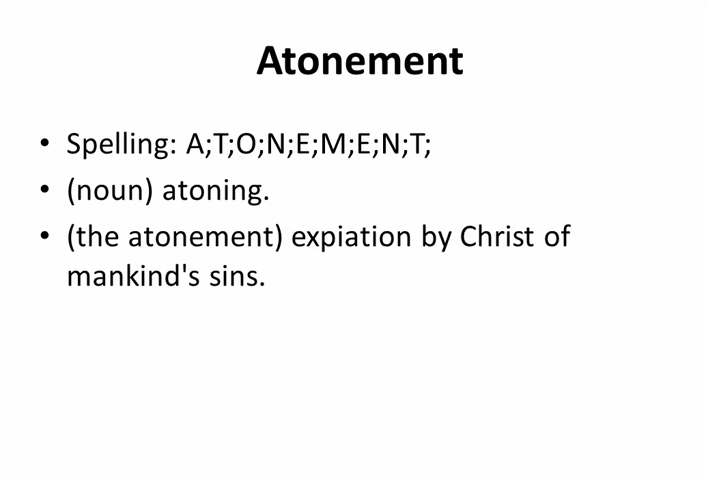 Atonement
• Spelling: A;T;O;N;E;M;E;N;T;
• (noun) atoning.
• (the atonement) expiation by Christ of
mankind's sins.